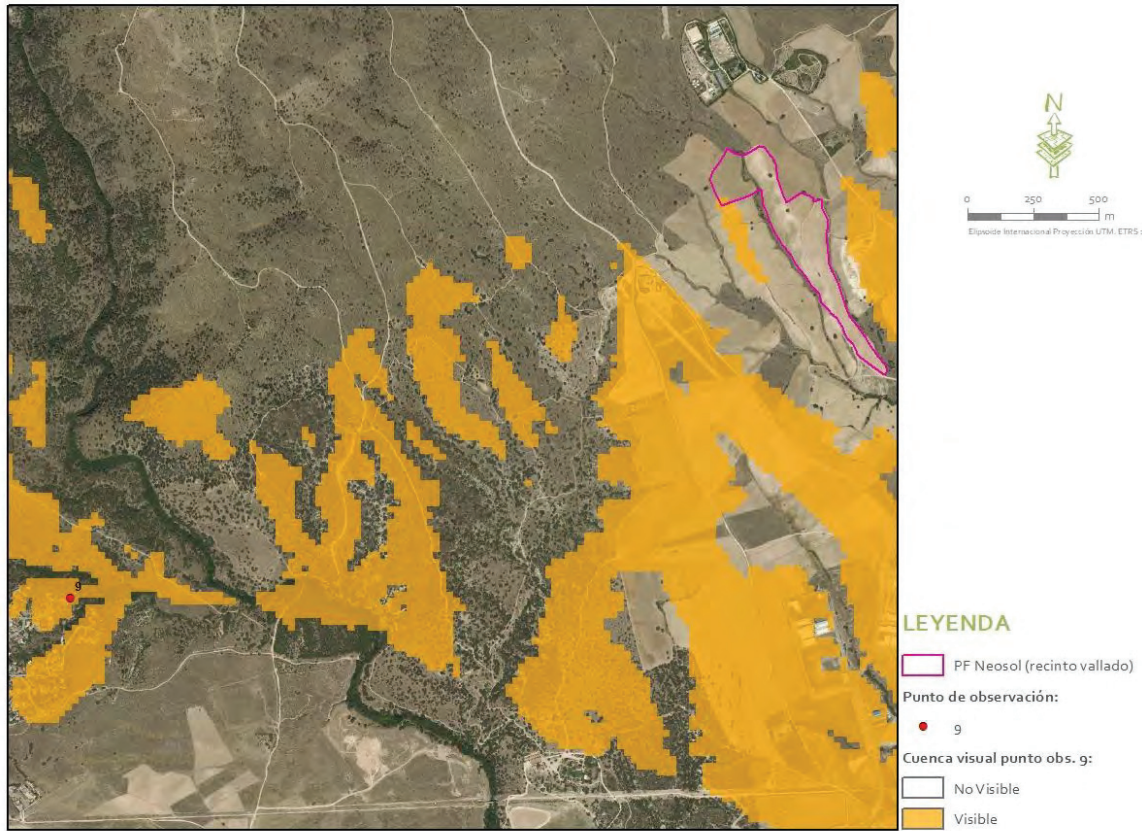 N
0 250 500
m
Elipsoide Internacional Proyección UTM. ETRS
9
LEYENDA
PF Neosol (recinto vallado)
Punto de observación:
9
Cuenca visual punto obs. 9:
No Visible
Visible